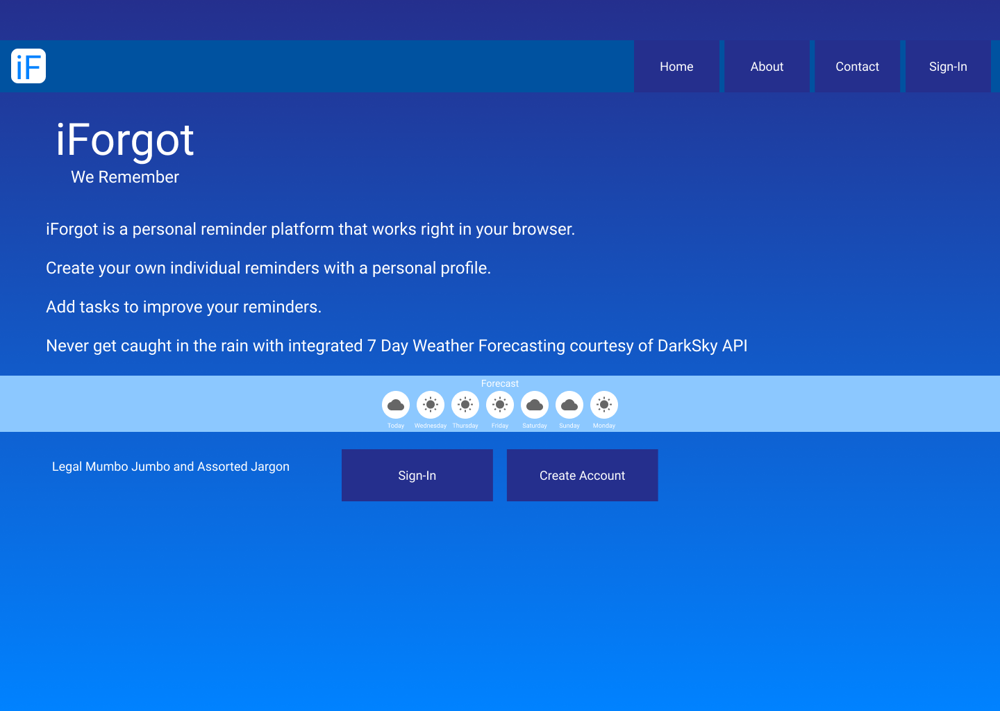 iF
Home
About
Contact
Sign-In
iForgot
We Remember
iForgot is a personal reminder platform that works right in your browser.
Create your own individual reminders with a personal profile.
Add tasks to improve your reminders.
Never get caught in the rain with integrated 7 Day Weather Forecasting courtesy of DarkSky API
Forecast
Today
Wednesday
Thursday
Friday
Saturday
Sunday
Monday
Legal Mumbo Jumbo and Assorted Jargon
Sign-In
Create Account